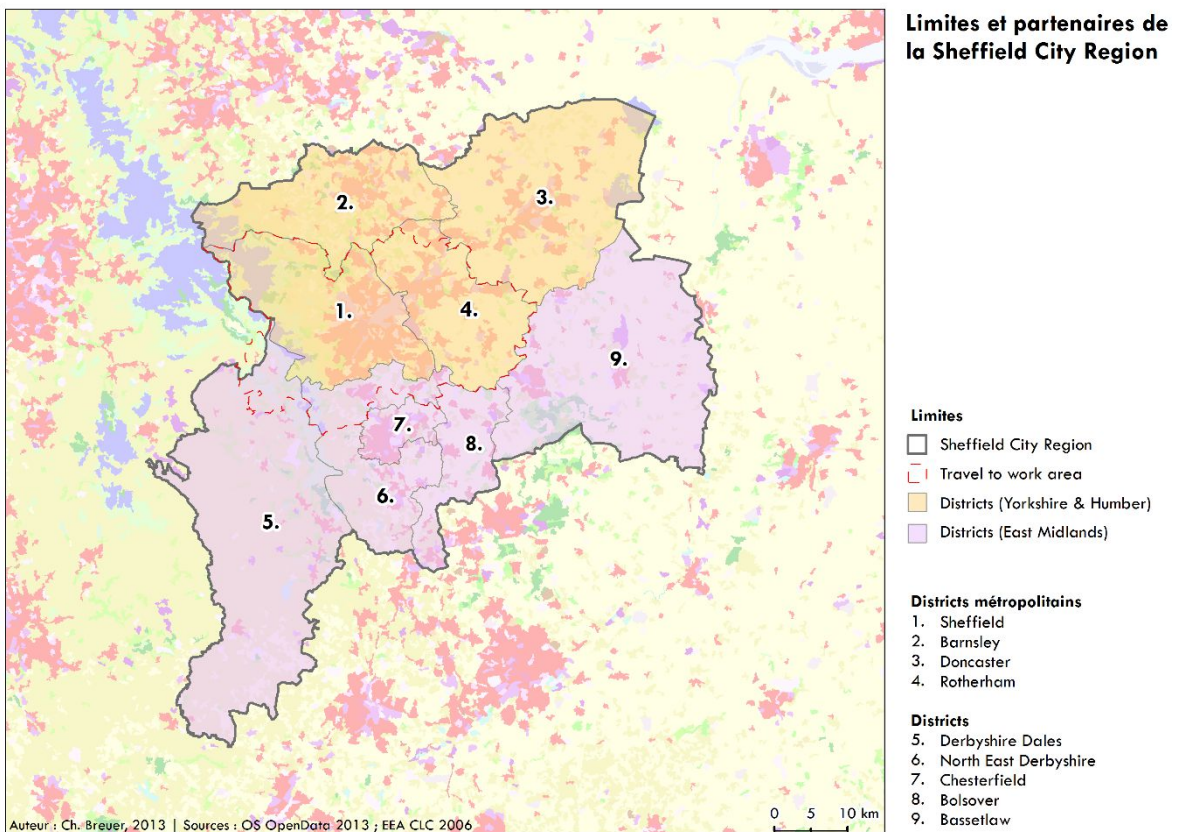 Limites et partenaires de
la Sheffield City Region
2.
3.
1.
4.
9.
7.
8.
6.
5.
Limites
Sheffield City Region
Travel to work area
Districts (Yorkshire & Humber)
Districts (East Midlands)
Districts métropolitains
1. Sheffield
2. Barnsley
3. Doncaster
4. Rotherham
Districts
5. Derbyshire Dales
6. North East Derbyshire
7. Chesterfield
8. Bolsover
9. Bassetlaw
0 5 10 km
Auteur : Ch. Breuer, 2013 | Sources : OS OpenData 2013 ; EEA CLC 2006